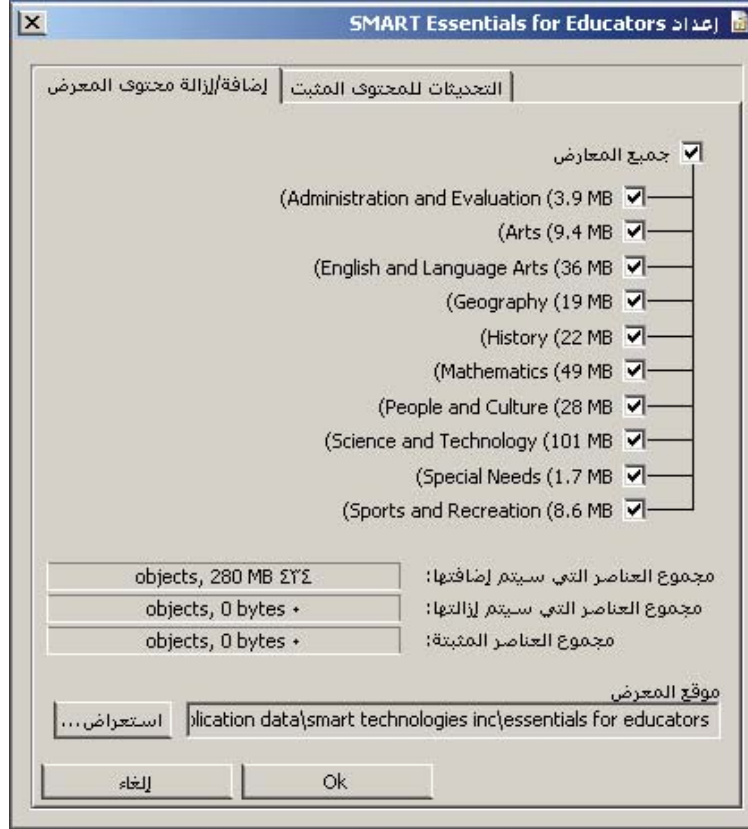 إعداد SMART Essentials for Educators
إضافة/إزالة محتوى المعرض
التحديثات للمحتوى المثبت
جميع المعارض
(Administration and Evaluation (3.9 MB
(Arts (9.4 MB
(English and Language Arts (36 MB
(Geography (19 MB
(History (22 MB
(Mathematics (49 MB
(People and Culture (28 MB
(Science and Technology (101 MB
(Special Needs (1.7 MB
(Sports and Recreation (8.6 MB
مجموع العناصر التي سيتم إضافتها: objects, 280 MB ٤٣٤
مجموع العناصر التي سيتم إزالتها: objects, 0 bytes ٠
مجموع العناصر المثبتة: objects, 0 bytes ٠
موقع المعرض
lication data\smart technologies inc\essentials for educators استعراض...
Ok إلغاء